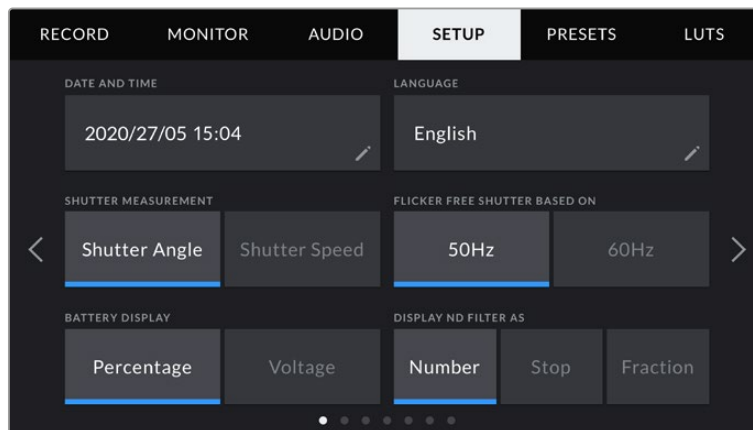 RECORD MONITOR AUDIO SETUP PRESETS LUTS
DATE AND TIME LANGUAGE
2020/27/05 15:04 English
SHUTTER MEASUREMENT FLICKER FREE SHUTTER BASED ON
Shutter Angle Shutter Speed 50Hz 60Hz
BATTERY DISPLAY DISPLAY ND FILTER AS
Percentage Voltage Number Stop Fraction